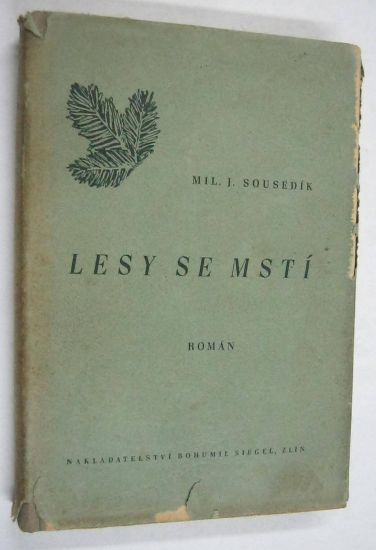 MIL. J. SOUSEDÍK
LESY SE MSTÍ
ROMÁN
NAKLADATELSTVÍ BOHUMIL SIEGEL, ZLÍN